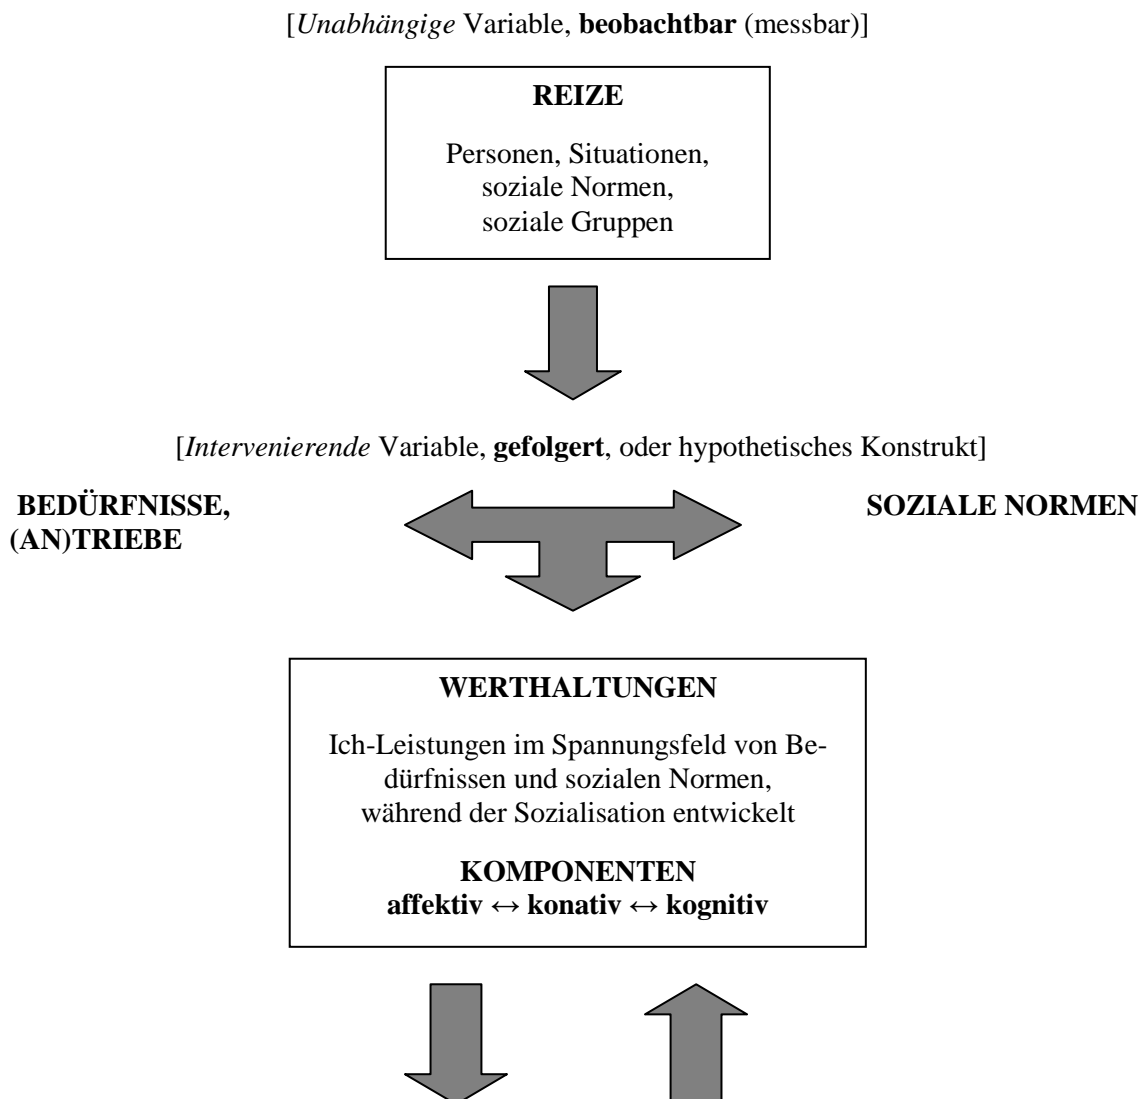 [Unabhängige Variable, beobachtbar (messbar)]
REIZE
Personen, Situationen,
soziale Normen,
soziale Gruppen
[Intervenierende Variable, gefolgert, oder hypothetisches Konstrukt]
BEDÜRFNISSE,
(AN)TRIEBE
SOZIALE NORMEN
WERTHALTUNGEN
Ich-Leistungen im Spannungsfeld von Be-
dürfnissen und sozialen Normen,
während der Sozialisation entwickelt
KOMPONENTEN
affektiv ↔ konativ ↔ kognitiv